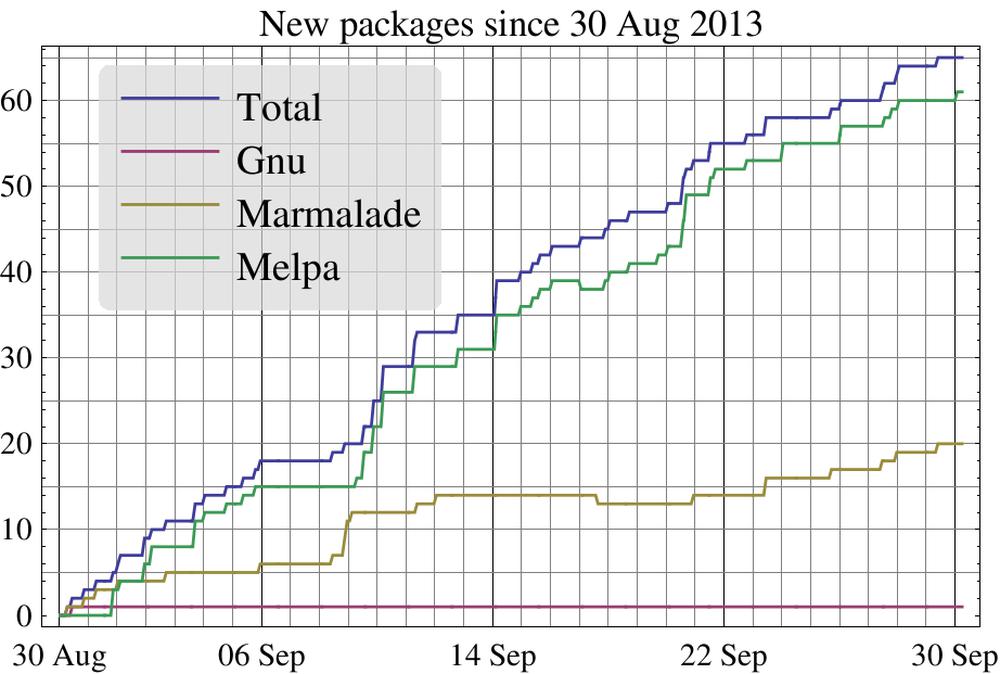 New packages since 30 Aug 2013
Total
Gnu
Marmalade
Melpa
60
50
40
30
20
10
0
30 Aug 06 Sep 14 Sep 22 Sep 30 Sep